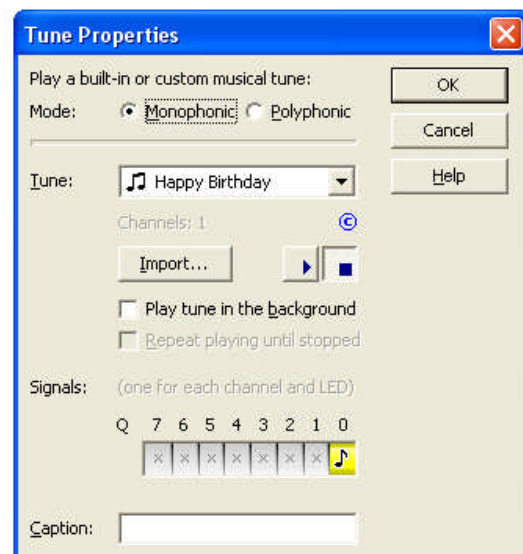 Tune Properties
Play a built-in or custom musical tune:
OK
Mode: Monophonic Polyphonic
Cancel
Tune: Happy Birthday
Help
Channels: 1 ©
Import...
Play tune in the background
Repeat playing until stopped
Signals: (one for each channel and LED)
Q 7 6 5 4 3 2 1 0
Caption: